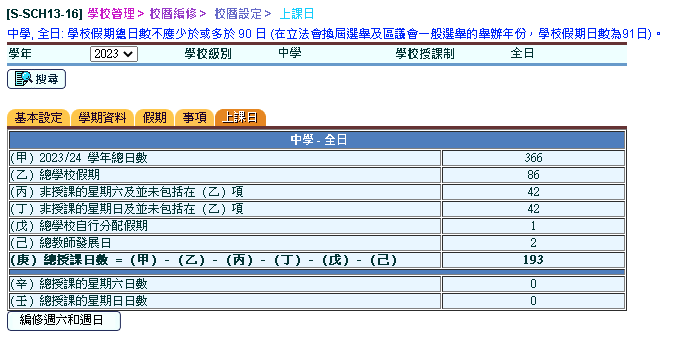 [S-SCH13-16] 學校管理 > 校曆編修 > 校曆設定 > 上課日
中學, 全日: 學校假期總日數不應少於或多於 90 日 (在立法會換屆選舉及區議會一般選舉的舉辦年份，學校假期日數為91日)。
學年 2023 學校級別 中學 學校授課制 全日
搜尋
基本設定 學期資料 假期 事項 上課日
中學 - 全日
(甲) 2023/24 學年總日數 366
(乙) 總學校假期 86
(丙) 非授課的星期六及並未包括在 (乙) 項 42
(丁) 非授課的星期日及並未包括在 (乙) 項 42
(戊) 總學校自行分配假期 1
(己) 總教師發展日 2
(庚) 總授課日數 = (甲) - (乙) - (丙) - (丁) - (戊) - (己) 193
(辛) 總授課的星期六日數 0
(壬) 總授課的星期日日數 0
編修週六和週日